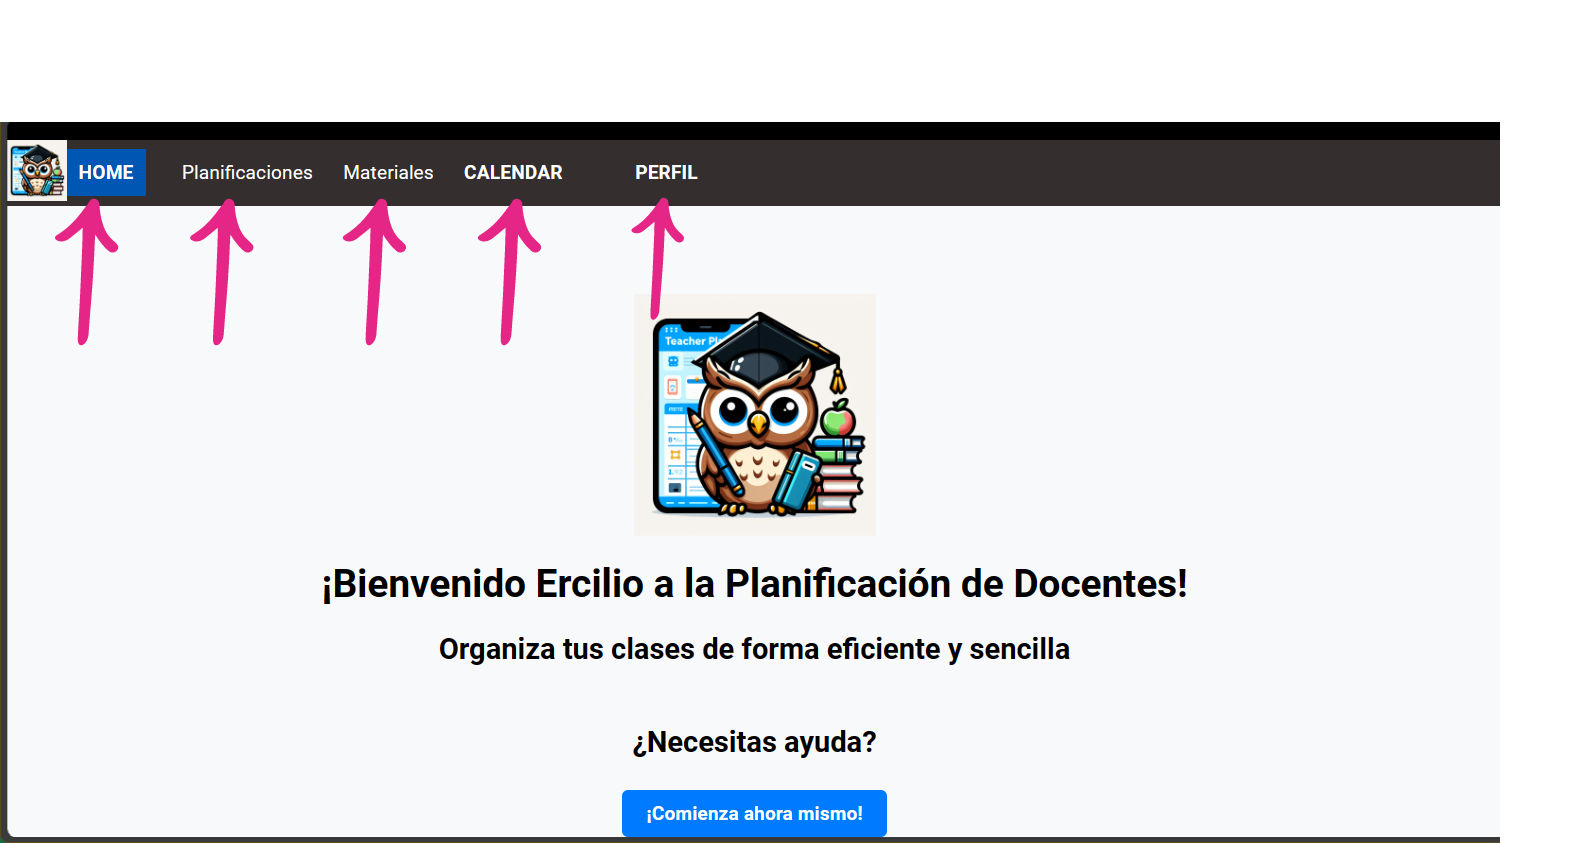 HOME Planificaciones Materiales CALENDAR PERFIL
Teacher
¡Bienvenido Ercilio a la Planificación de Docentes!
Organiza tus clases de forma eficiente y sencilla
¿Necesitas ayuda?
¡Comienza ahora mismo!